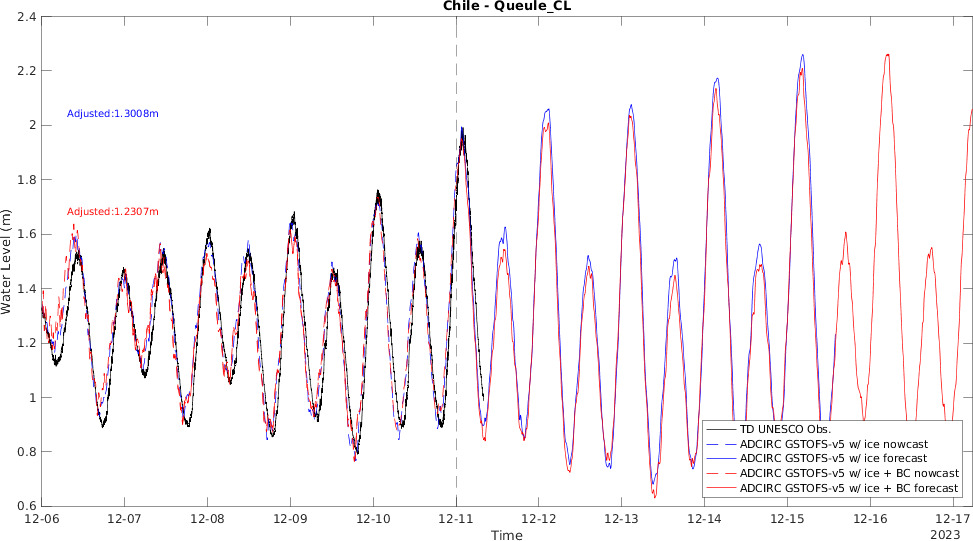 Chile - Queule_CL
2.4
2.2
2
1.8
1.6
1.4
1.2
1
0.8
0.6
Water Level (m)
Adjusted:1.3008m
Adjusted:1.2307m
TD UNESCO Obs.
ADCIRC GSTOFS-v5 w/ ice nowcast
ADCIRC GSTOFS-v5 w/ ice forecast
ADCIRC GSTOFS-v5 w/ ice + BC nowcast
ADCIRC GSTOFS-v5 w/ ice + BC forecast
12-06 12-07 12-08 12-09 12-10 12-11 12-12 12-13 12-14 12-15 12-16 12-17
Time
2023